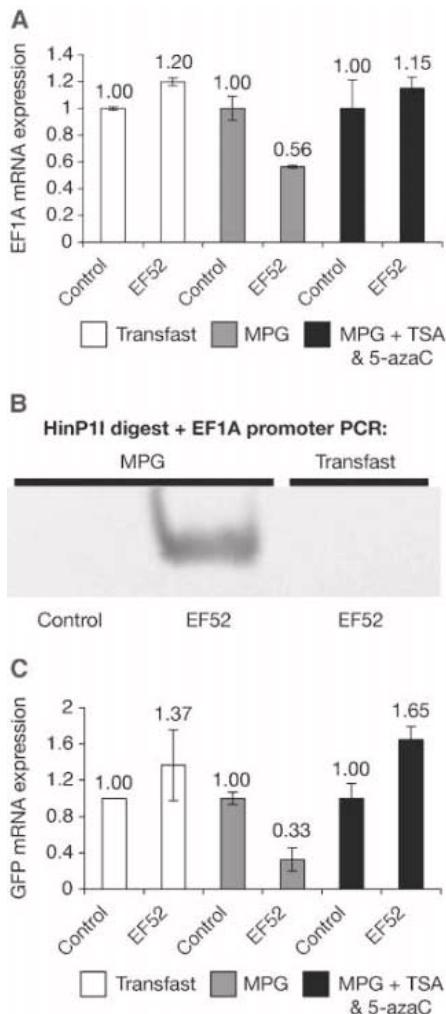 A
EF1A mRNA expression
1.4
1.2
1
0.8
0.6
0.4
0.2
0
1.00
1.20
1.00
0.56
1.00
1.15
Control
EF52
Control
EF52
Control
EF52
Transfast
MPG
MPG + TSA
& 5-azaC
B
HinP1I digest + EF1A promoter PCR:
MPG
Transfast
Control
EF52
EF52
C
GFP mRNA expression
2
1.6
1.2
0.8
0.4
0
1.00
1.37
1.00
0.33
1.00
1.65
Control
EF52
Control
EF52
Control
EF52
Transfast
MPG
MPG + TSA
& 5-azaC